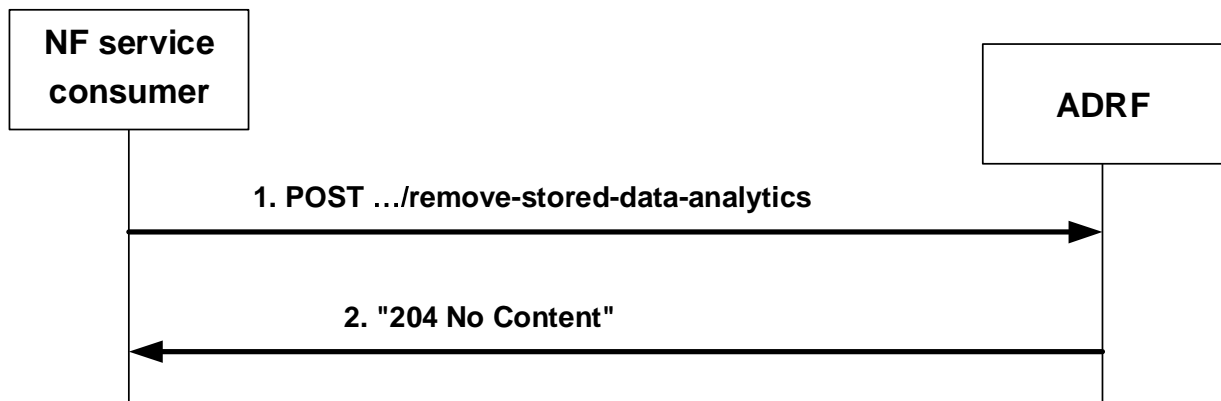 NF service
consumer
ADRF
1. POST …/remove-stored-data-analytics
2. "204 No Content"